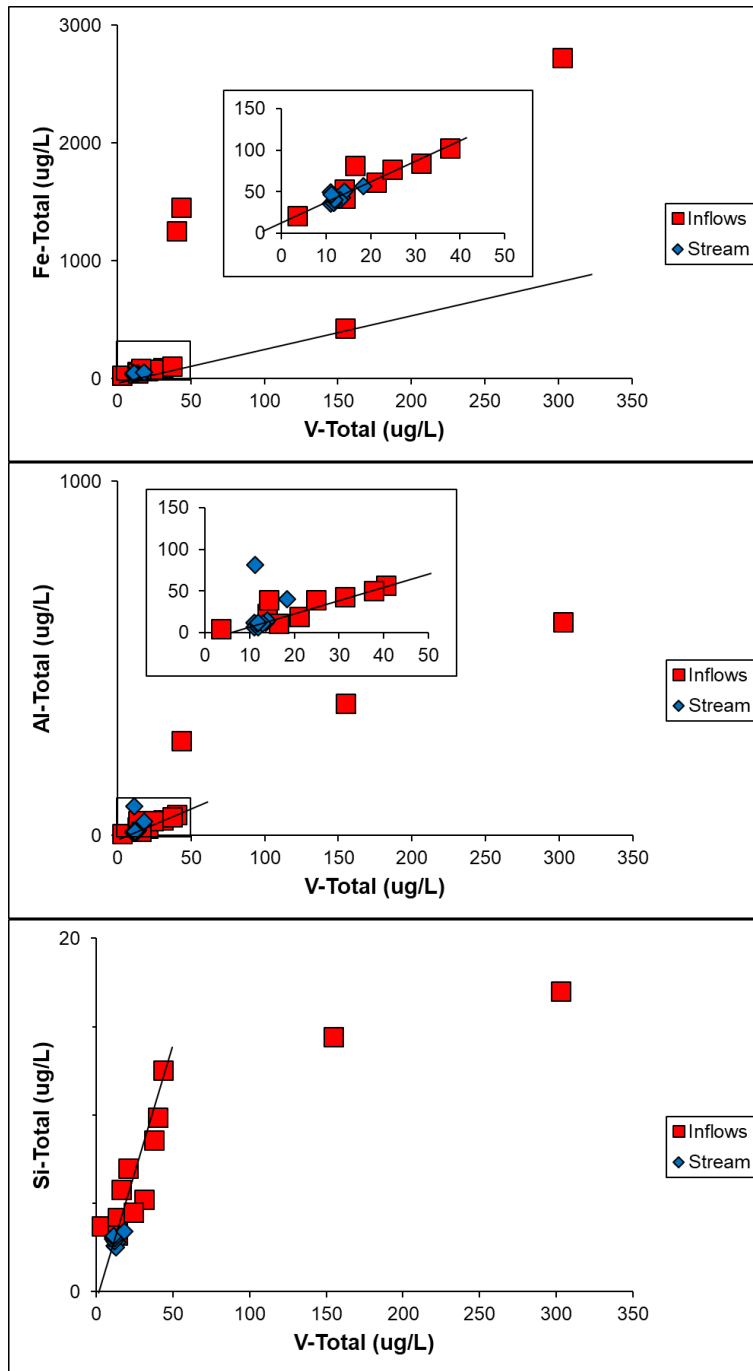 3000
2000
1000
0
0 50 100 150 200 250 300 350
Fe-Total (ug/L)
V-Total (ug/L)
150
100
50
0
0 10 20 30 40 50
Inflows
Stream
1000
0
0 50 100 150 200 250 300 350
Al-Total (ug/L)
V-Total (ug/L)
150
100
50
0
0 10 20 30 40 50
Inflows
Stream
20
0
0 50 100 150 200 250 300 350
Si-Total (ug/L)
V-Total (ug/L)
Inflows
Stream